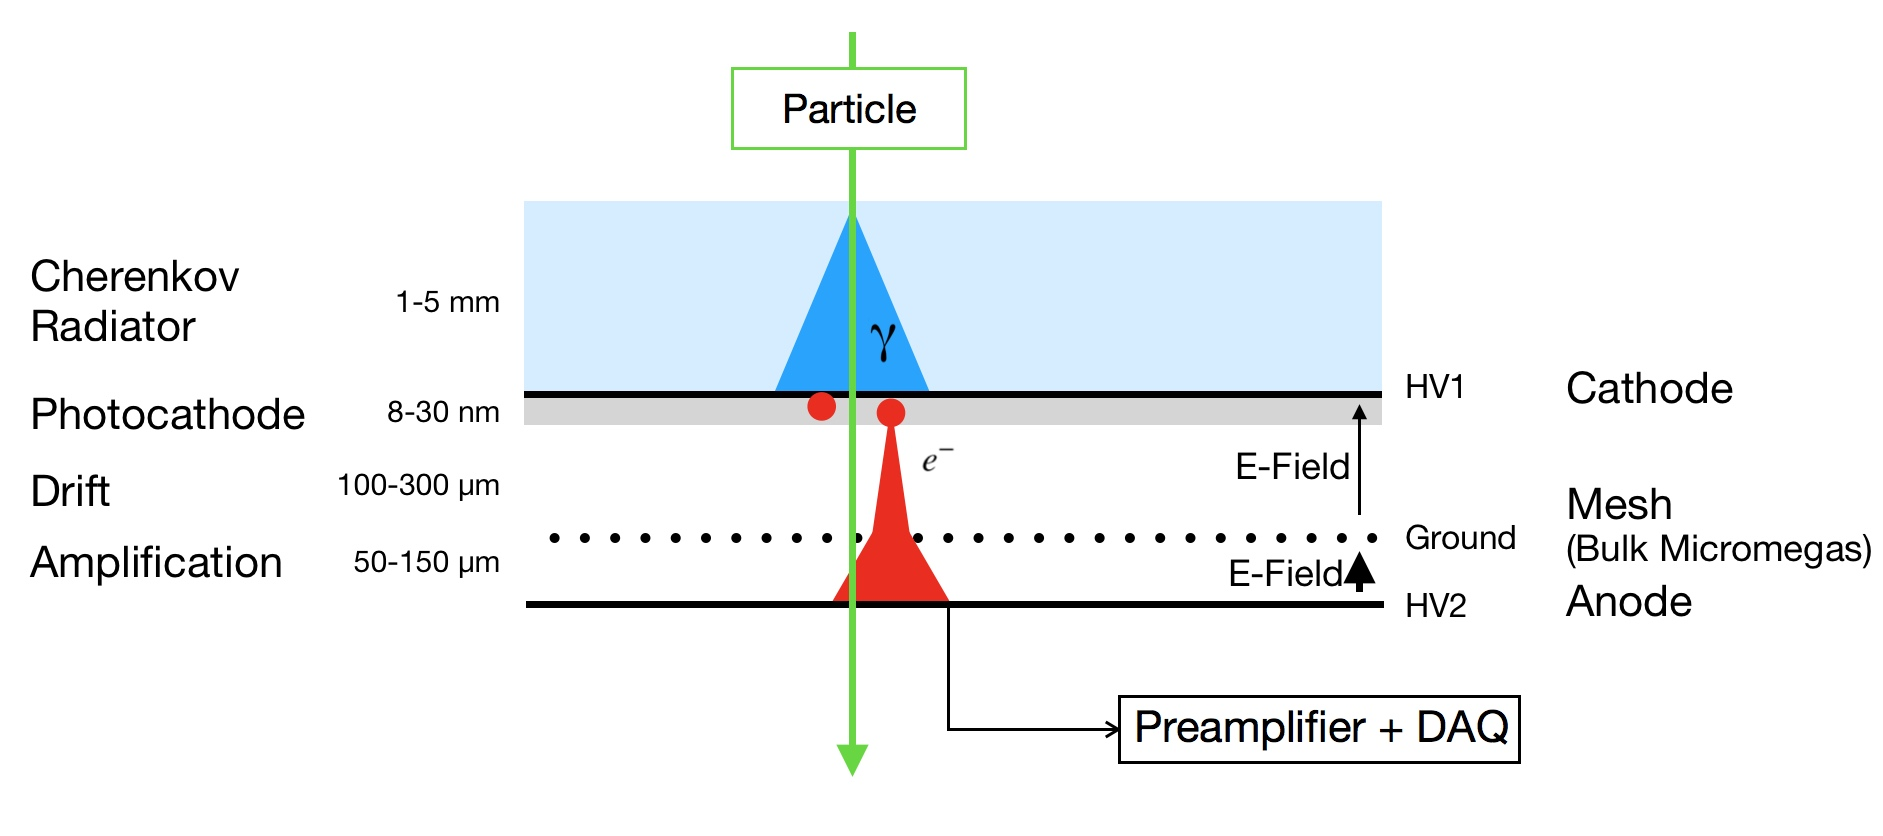 Particle
Cherenkov
Radiator
1-5 mm
γ
Photocathode
8-30 nm
HV1
Cathode
e⁻
E-Field
Drift
100-300 µm
Mesh
(Bulk Micromegas)
Ground
Amplification
50-150 µm
E-Field
HV2
Anode
Preamplifier + DAQ